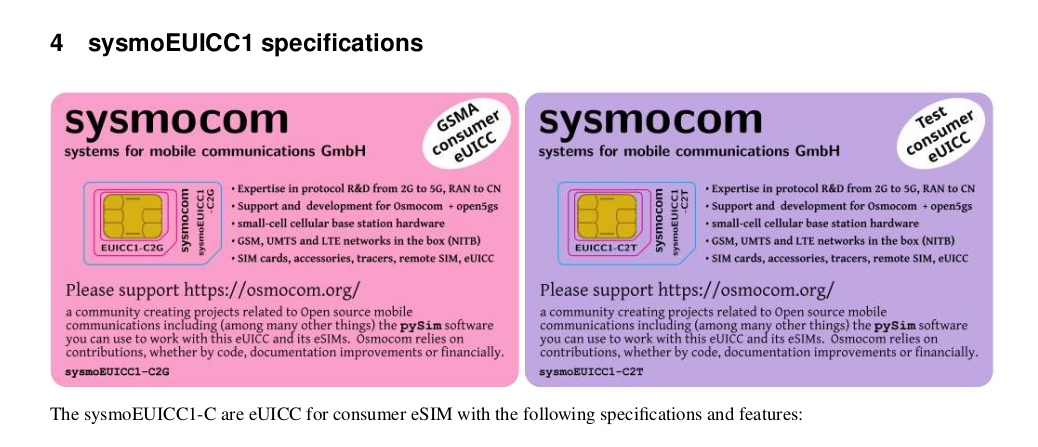 4 sysmoEUICC1 specifications
sysmocom
systems for mobile communications GmbH
GSMA
consumer
eUICC
EUICC1-C2G
sysmocom
sysmoEUICC1
-C2G
• Expertise in protocol R&D from 2G to 5G, RAN to CN
• Support and development for Osmocom + open5gs
• small-cell cellular base station hardware
• GSM, UMTS and LTE networks in the box (NITB)
• SIM cards, accessories, tracers, remote SIM, eUICC
Please support https://osmocom.org/
a community creating projects related to Open source mobile
communications including (among many other things) the pySim software
you can use to work with this eUICC and its eSIMs. Osmocom relies on
contributions, whether by code, documentation improvements or financially.
sysmoEUICC1-C2G
sysmocom
systems for mobile communications GmbH
Test
consumer
eUICC
EUICC1-C2T
sysmocom
sysmoEUICC1
-C2T
• Expertise in protocol R&D from 2G to 5G, RAN to CN
• Support and development for Osmocom + open5gs
• small-cell cellular base station hardware
• GSM, UMTS and LTE networks in the box (NITB)
• SIM cards, accessories, tracers, remote SIM, eUICC
Please support https://osmocom.org/
a community creating projects related to Open source mobile
communications including (among many other things) the pySim software
you can use to work with this eUICC and its eSIMs. Osmocom relies on
contributions, whether by code, documentation improvements or financially.
sysmoEUICC1-C2T
The sysmoEUICC1-C are eUICC for consumer eSIM with the following specifications and features: